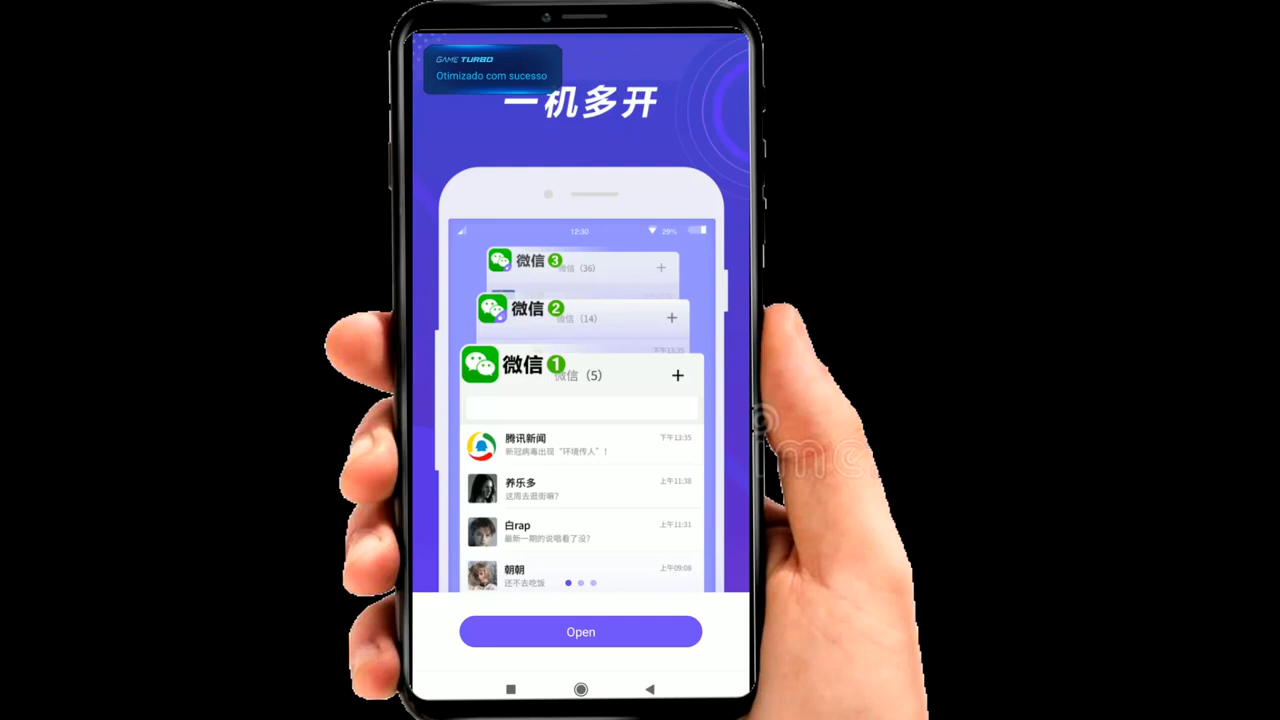 GAME TURBO
Otimizado com sucesso
一机多开
12:30
29%
微信3
微信（36）
微信2
微信（14）
下午13:35
微信1
微信（5）
腾讯新闻
下午13:35
新冠病毒出现“环境传人”！
养乐多
上午11:38
这周去逛街嘛？
白rap
上午11:31
最新一期的说唱看了没？
朝朝
上午09:08
还不去吃饭
Open
ime